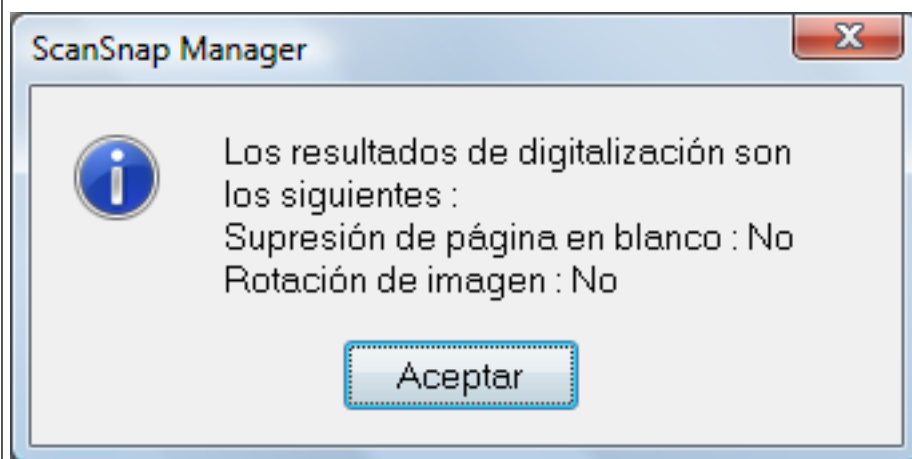 ScanSnap Manager
Los resultados de digitalización son
los siguientes :
Supresión de página en blanco : No
Rotación de imagen : No
Aceptar